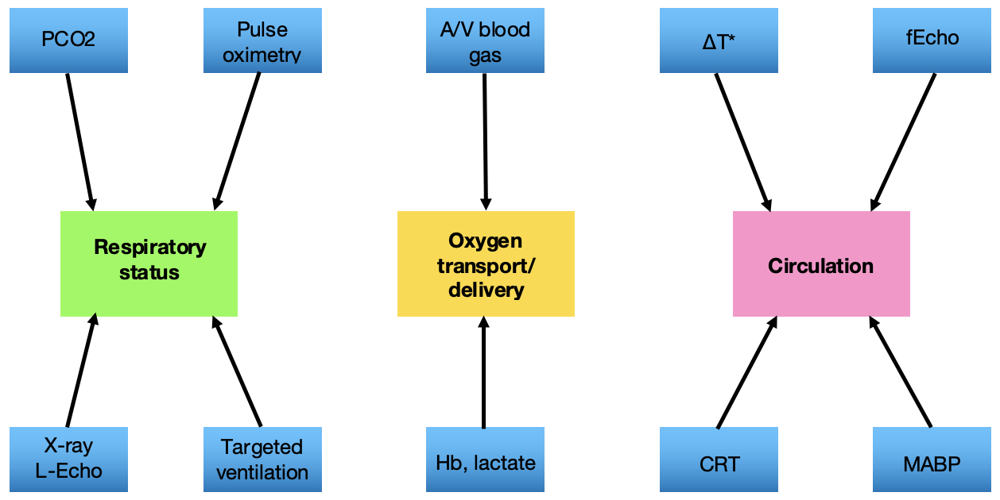 PCO2
Pulse
oximetry
A/V blood
gas
ΔT*
fEcho
Respiratory
status
Oxygen
transport/
delivery
Circulation
X-ray
L-Echo
Targeted
ventilation
Hb, lactate
CRT
MABP